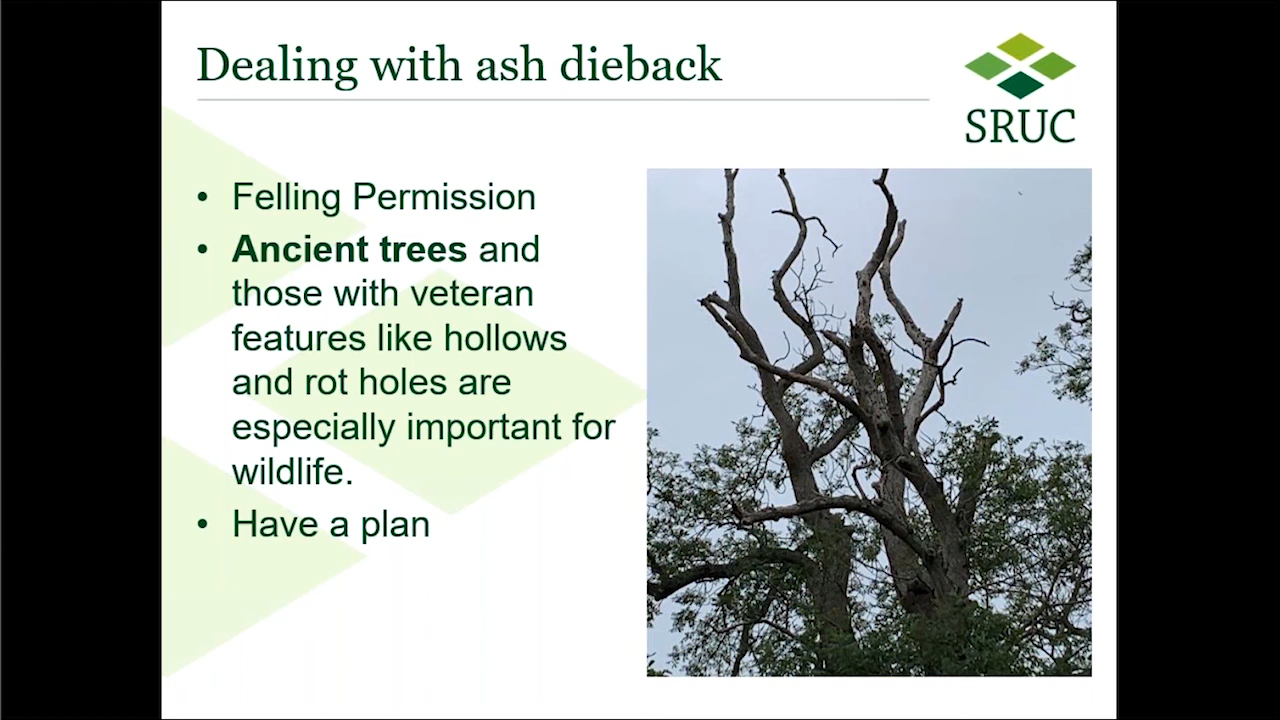 Dealing with ash dieback
SRUC
• Felling Permission
• Ancient trees and
those with veteran
features like hollows
and rot holes are
especially important for
wildlife.
• Have a plan